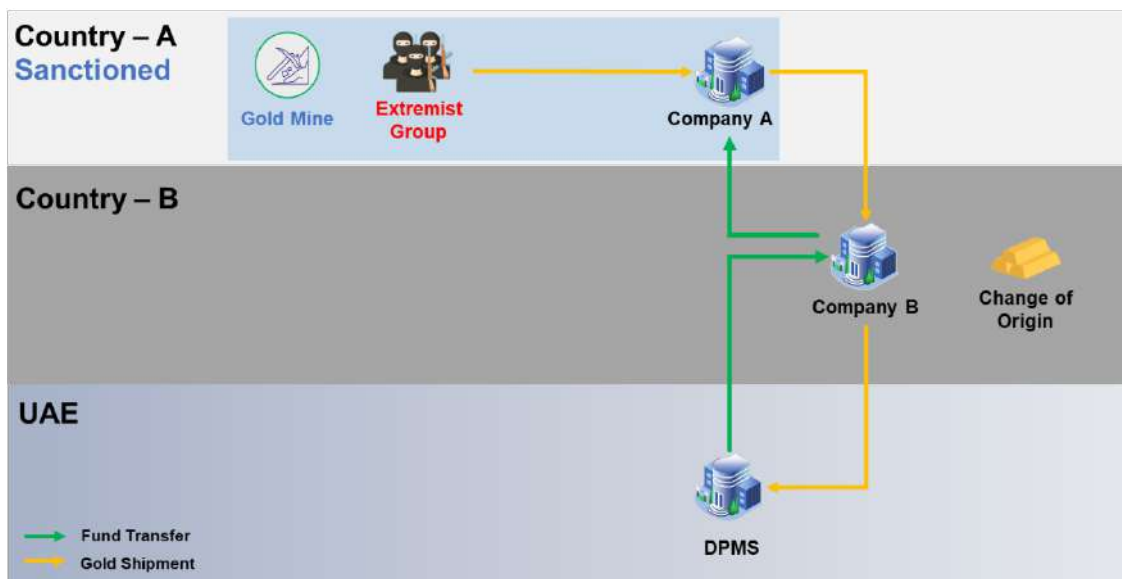 Country – A
Sanctioned
Gold Mine
Extremist
Group
Company A
Country – B
Company B
Change of
Origin
UAE
DPMS
Fund Transfer
Gold Shipment